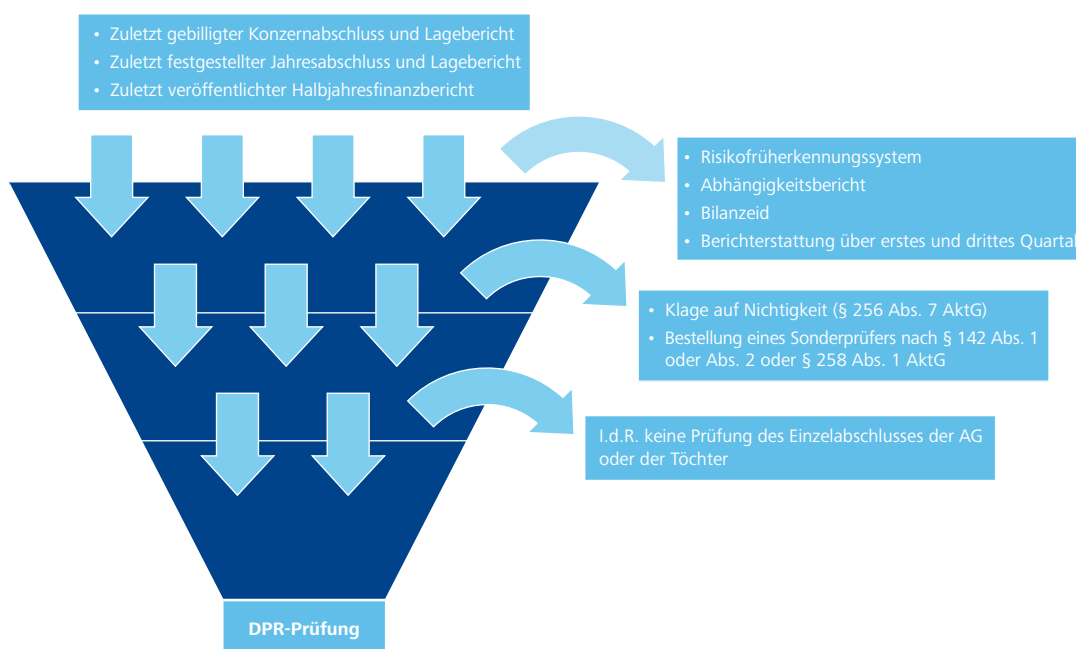 • Zuletzt gebilligter Konzernabschluss und Lagebericht
• Zuletzt festgestellter Jahresabschluss und Lagebericht
• Zuletzt veröffentlichter Halbjahresfinanzbericht
• Risikofrüherkennungssystem
• Abhängigkeitsbericht
• Bilanzeid
• Berichterstattung über erstes und drittes Quartal
• Klage auf Nichtigkeit (§ 256 Abs. 7 AktG)
• Bestellung eines Sonderprüfers nach § 142 Abs. 1
oder Abs. 2 oder § 258 Abs. 1 AktG
I.d.R. keine Prüfung des Einzelabschlusses der AG
oder der Töchter
DPR-Prüfung